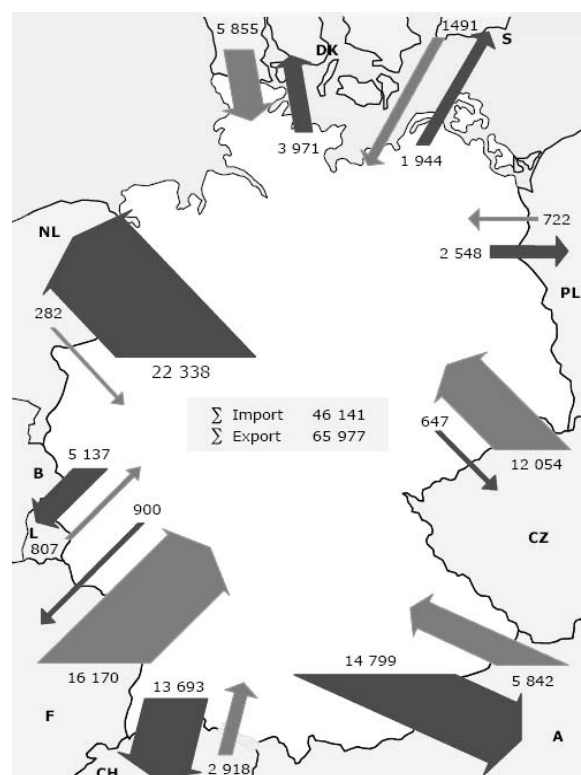 5 855
1491
DK
S
3 971
1 944
NL
722
2 548
PL
282
22 338
∑ Import 46 141
∑ Export 65 977
647
5 137
12 054
B
900
L
807
CZ
14 799
16 170
5 842
13 693
F
A
2 918
CH